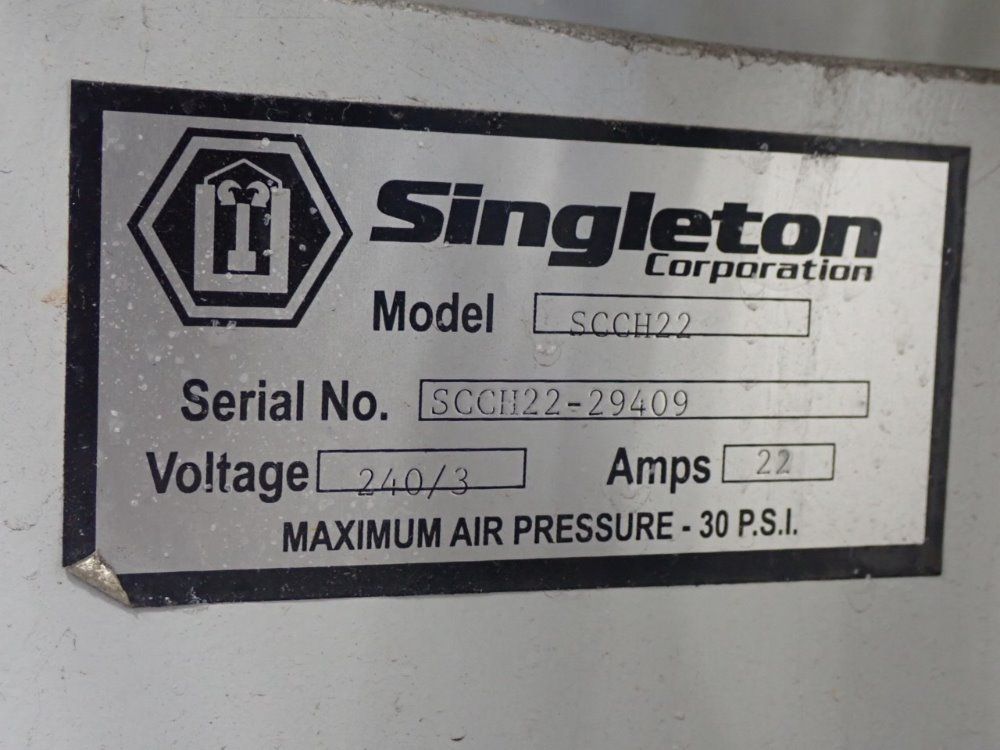 Singleton
Corporation
Model SCCH22
Serial No. SCCH22-29409
Voltage 240/3 Amps 22
MAXIMUM AIR PRESSURE - 30 P.S.I.